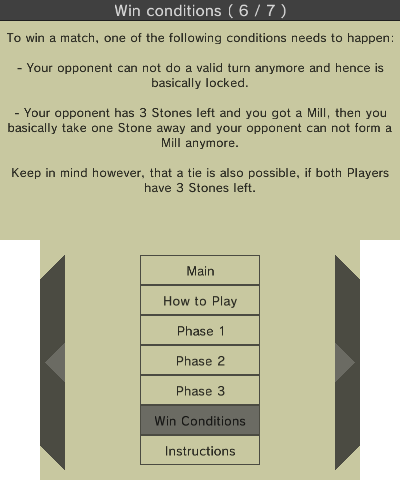 Win conditions ( 6 / 7 )
To win a match, one of the following conditions needs to happen:
- Your opponent can not do a valid turn anymore and hence is
basically locked.
- Your opponent has 3 Stones left and you got a Mill, then you
basically take one Stone away and your opponent can not form a
Mill anymore.
Keep in mind however, that a tie is also possible, if both Players
have 3 Stones left.
Main
How to Play
Phase 1
Phase 2
Phase 3
Win Conditions
Instructions